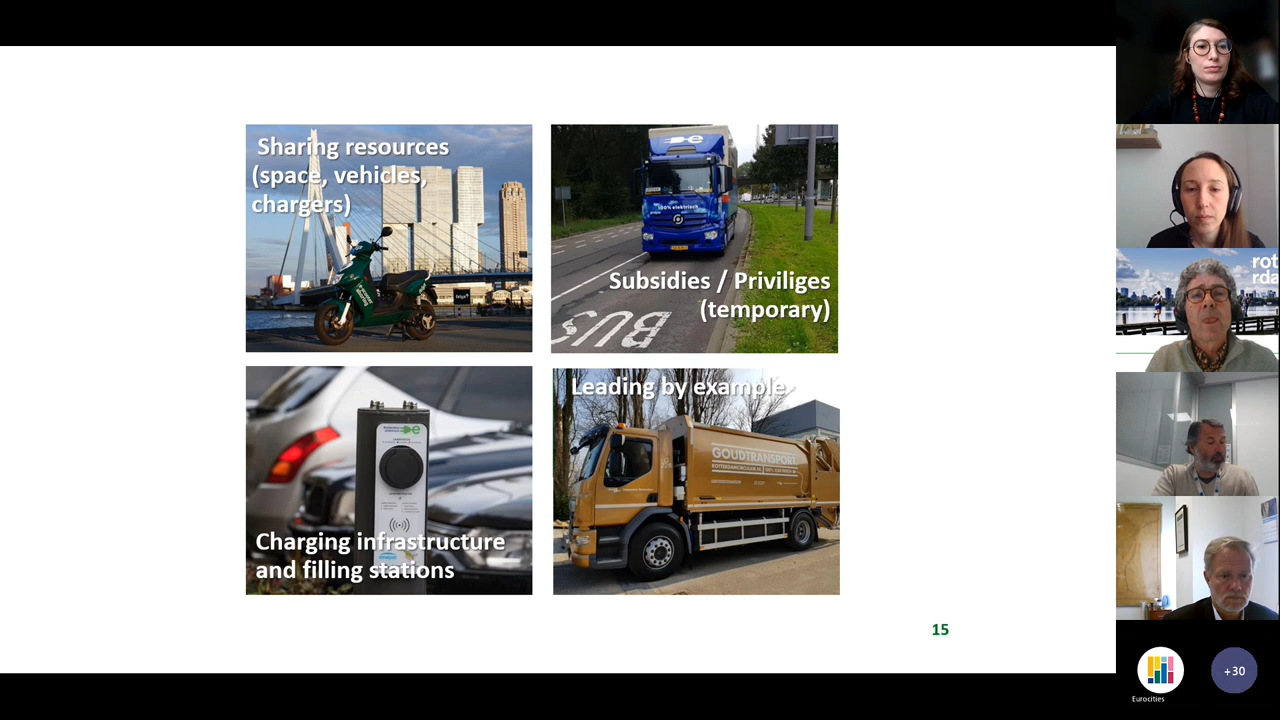 Sharing resources
(space, vehicles,
chargers)
100% elektrisch
BUS
Subsidies / Priviliges
(temporary)
Charging infrastructure
and filling stations
Leading by example
GOUDTRANSPORT
15
rot
rda
Eurocities
+30